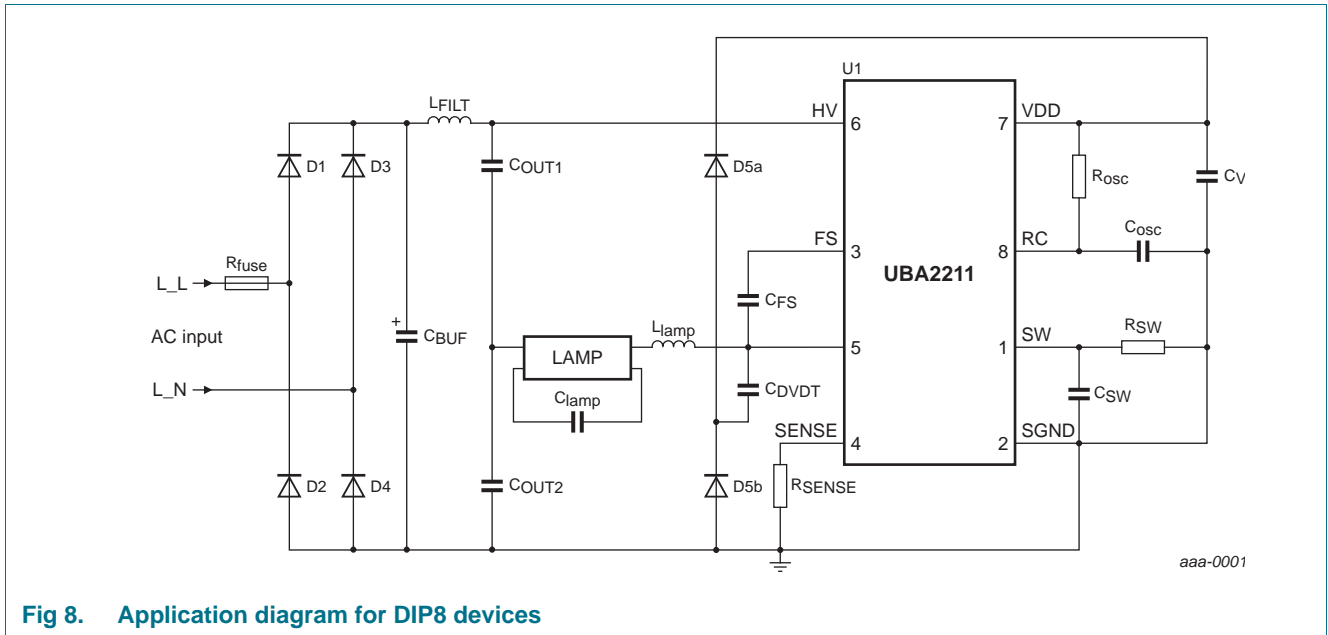 U1
LFILT
HV
6
7
VDD
D1
D3
COUT1
D5a
Rosc
CV
FS
3
8
RC
Cosc
UBA2211
L_L
Rfuse
CFS
AC input
+
CBUF
LAMP
Llamp
5
1
SW
RSW
L_N
Clamp
CDVDT
CSW
SENSE
4
2
SGND
D2
D4
COUT2
D5b
RSENSE
aaa-0001
Fig 8. Application diagram for DIP8 devices